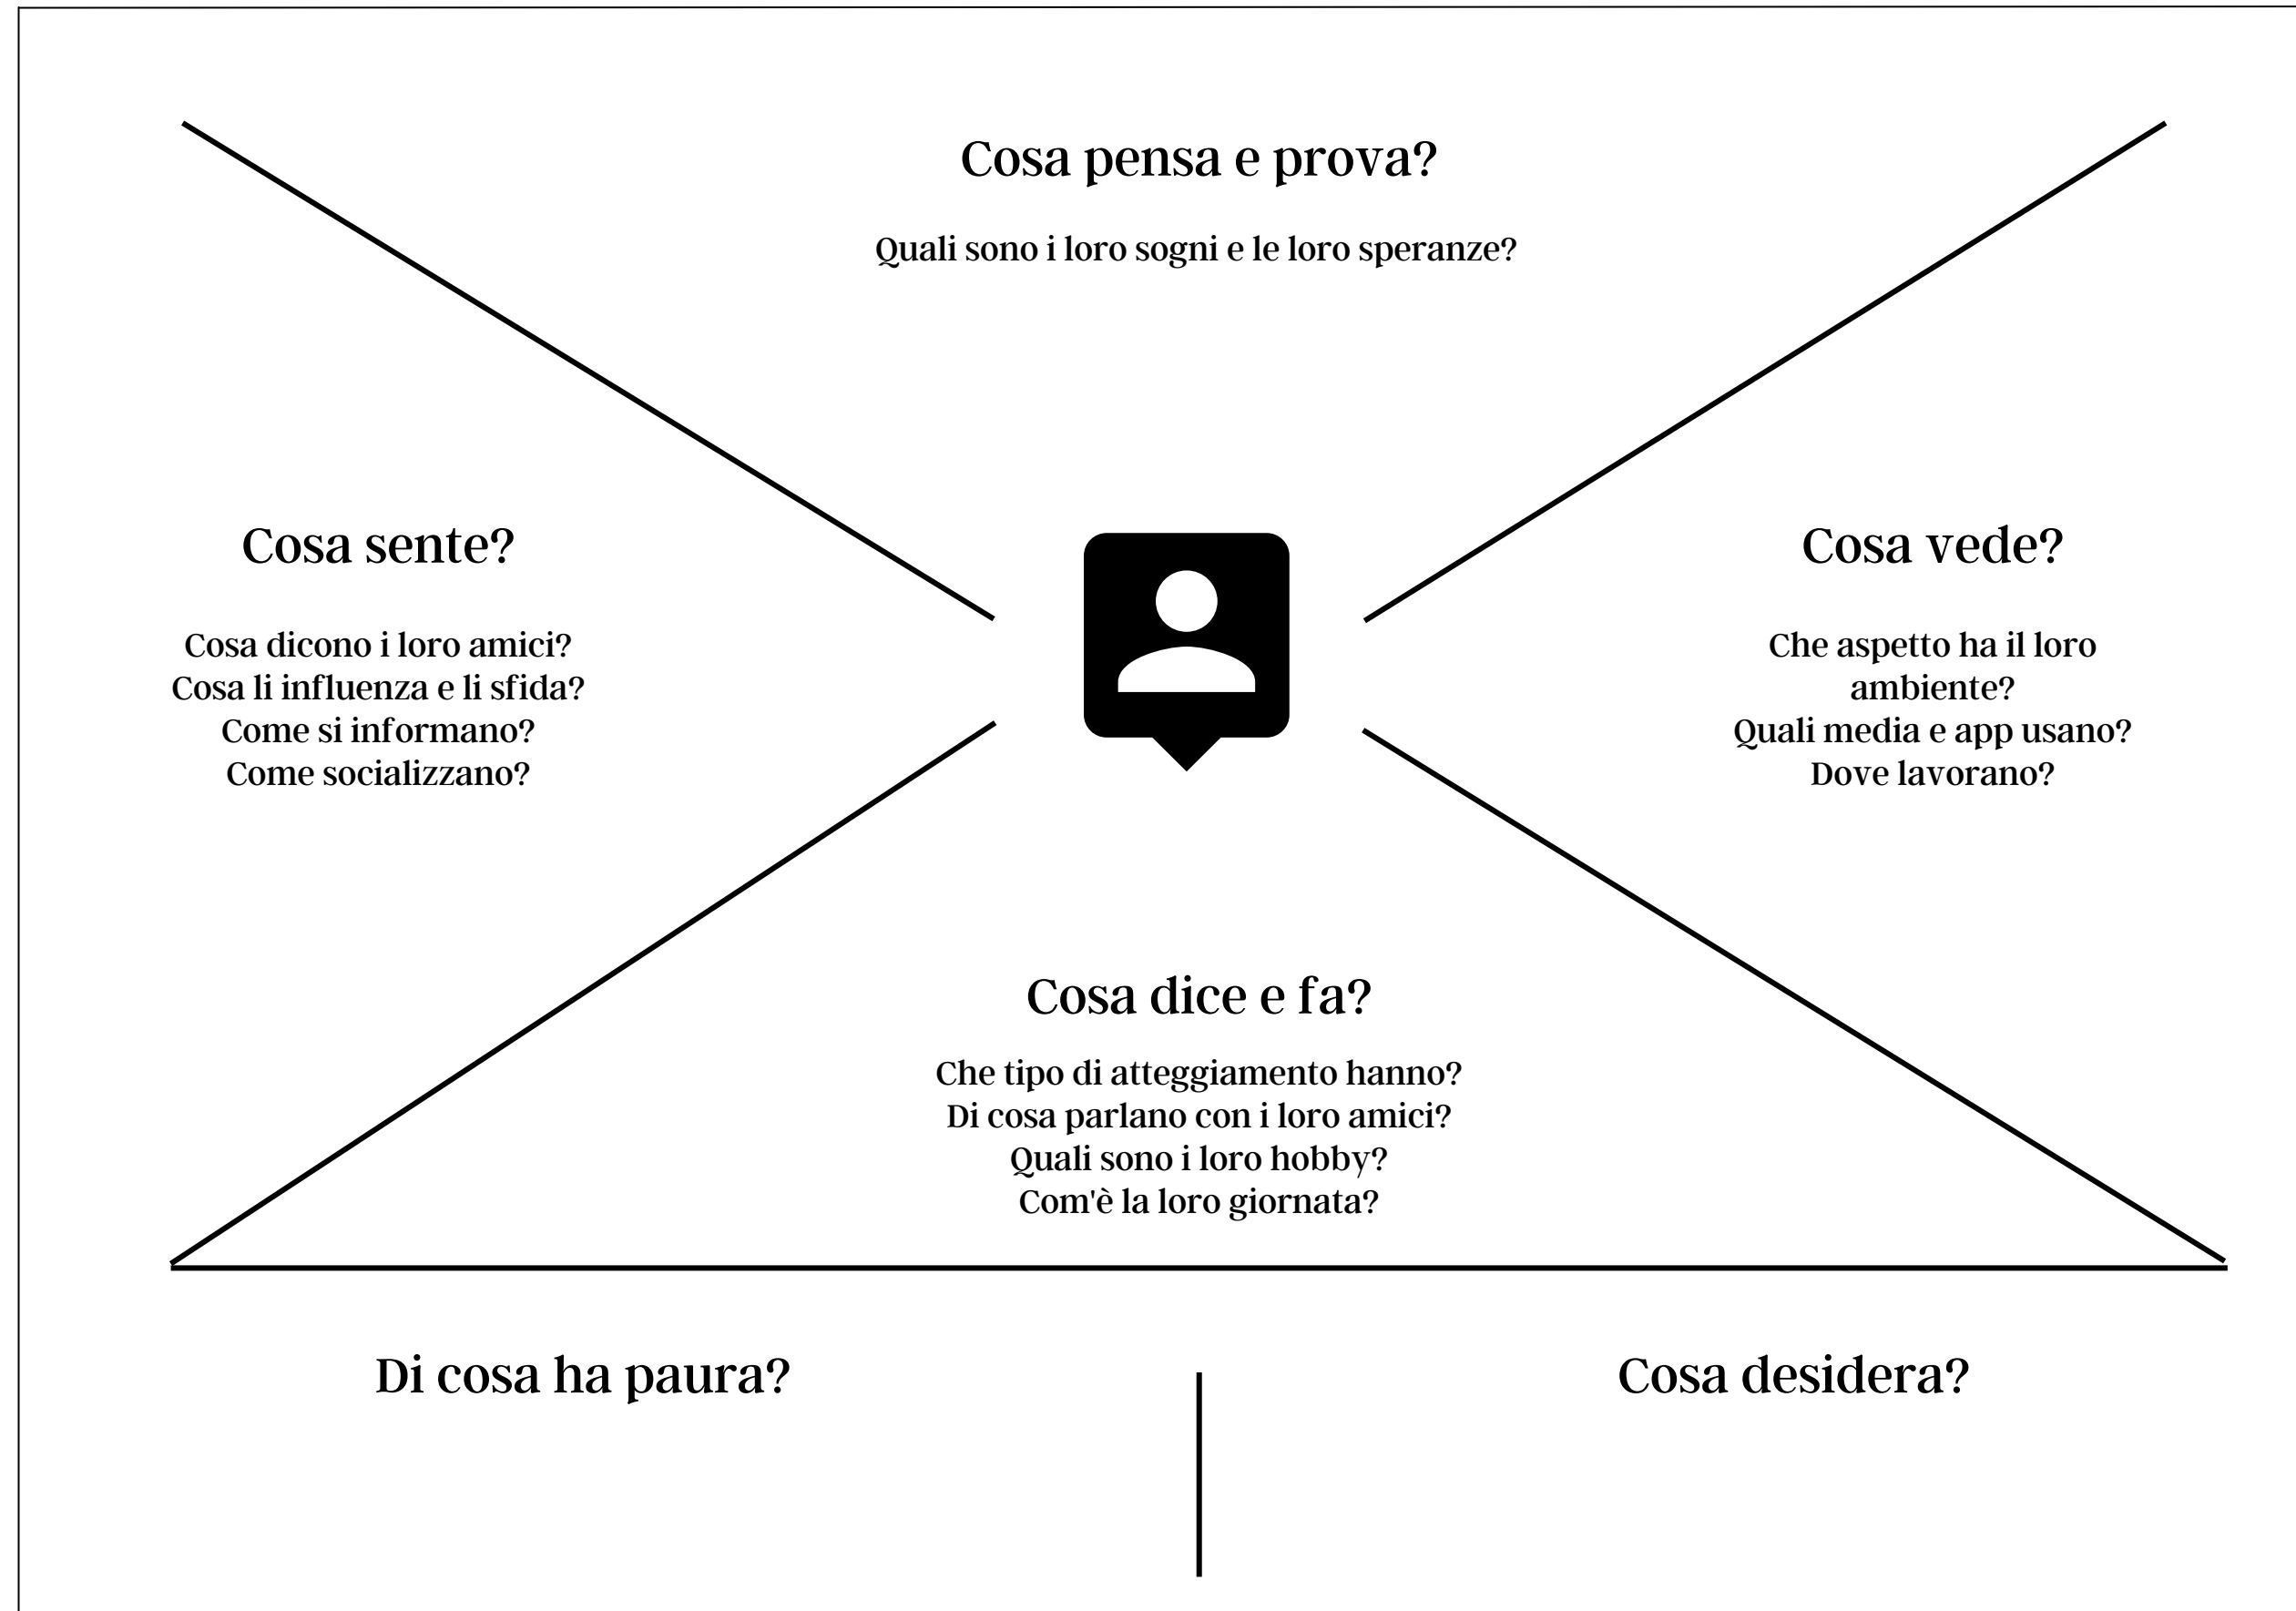 Cosa pensa e prova?
Quali sono i loro sogni e le loro speranze?
Cosa sente?
Cosa dicono i loro amici?
Cosa li influenza e li sfida?
Come si informano?
Come socializzano?
Cosa vede?
Che aspetto ha il loro
ambiente?
Quali media e app usano?
Dove lavorano?
Cosa dice e fa?
Che tipo di atteggiamento hanno?
Di cosa parlano con i loro amici?
Quali sono i loro hobby?
Com'è la loro giornata?
Di cosa ha paura?
Cosa desidera?